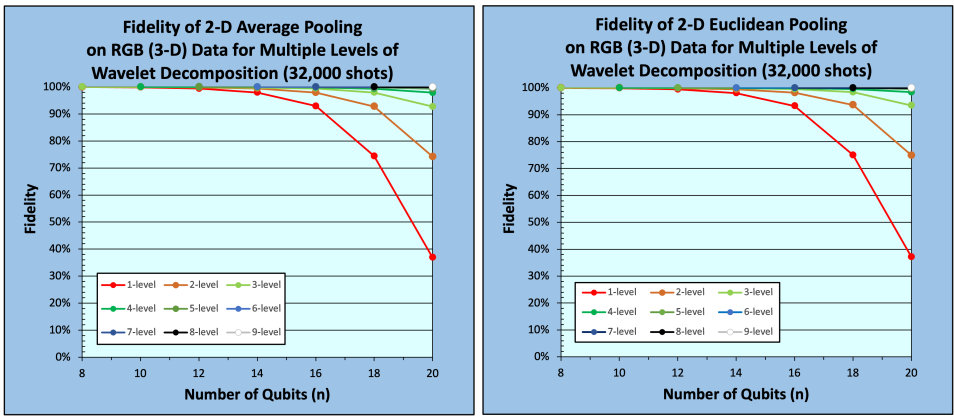 Fidelity of 2-D Average Pooling
on RGB (3-D) Data for Multiple Levels of
Wavelet Decomposition (32,000 shots)
100%
90%
80%
70%
60%
50%
40%
30%
20%
10%
0%
Fidelity
1-level 2-level 3-level
4-level 5-level 6-level
7-level 8-level 9-level
8 10 12 14 16 18 20
Number of Qubits (n)
Fidelity of 2-D Euclidean Pooling
on RGB (3-D) Data for Multiple Levels of
Wavelet Decomposition (32,000 shots)
100%
90%
80%
70%
60%
50%
40%
30%
20%
10%
0%
Fidelity
1-level 2-level 3-level
4-level 5-level 6-level
7-level 8-level 9-level
8 10 12 14 16 18 20
Number of Qubits (n)